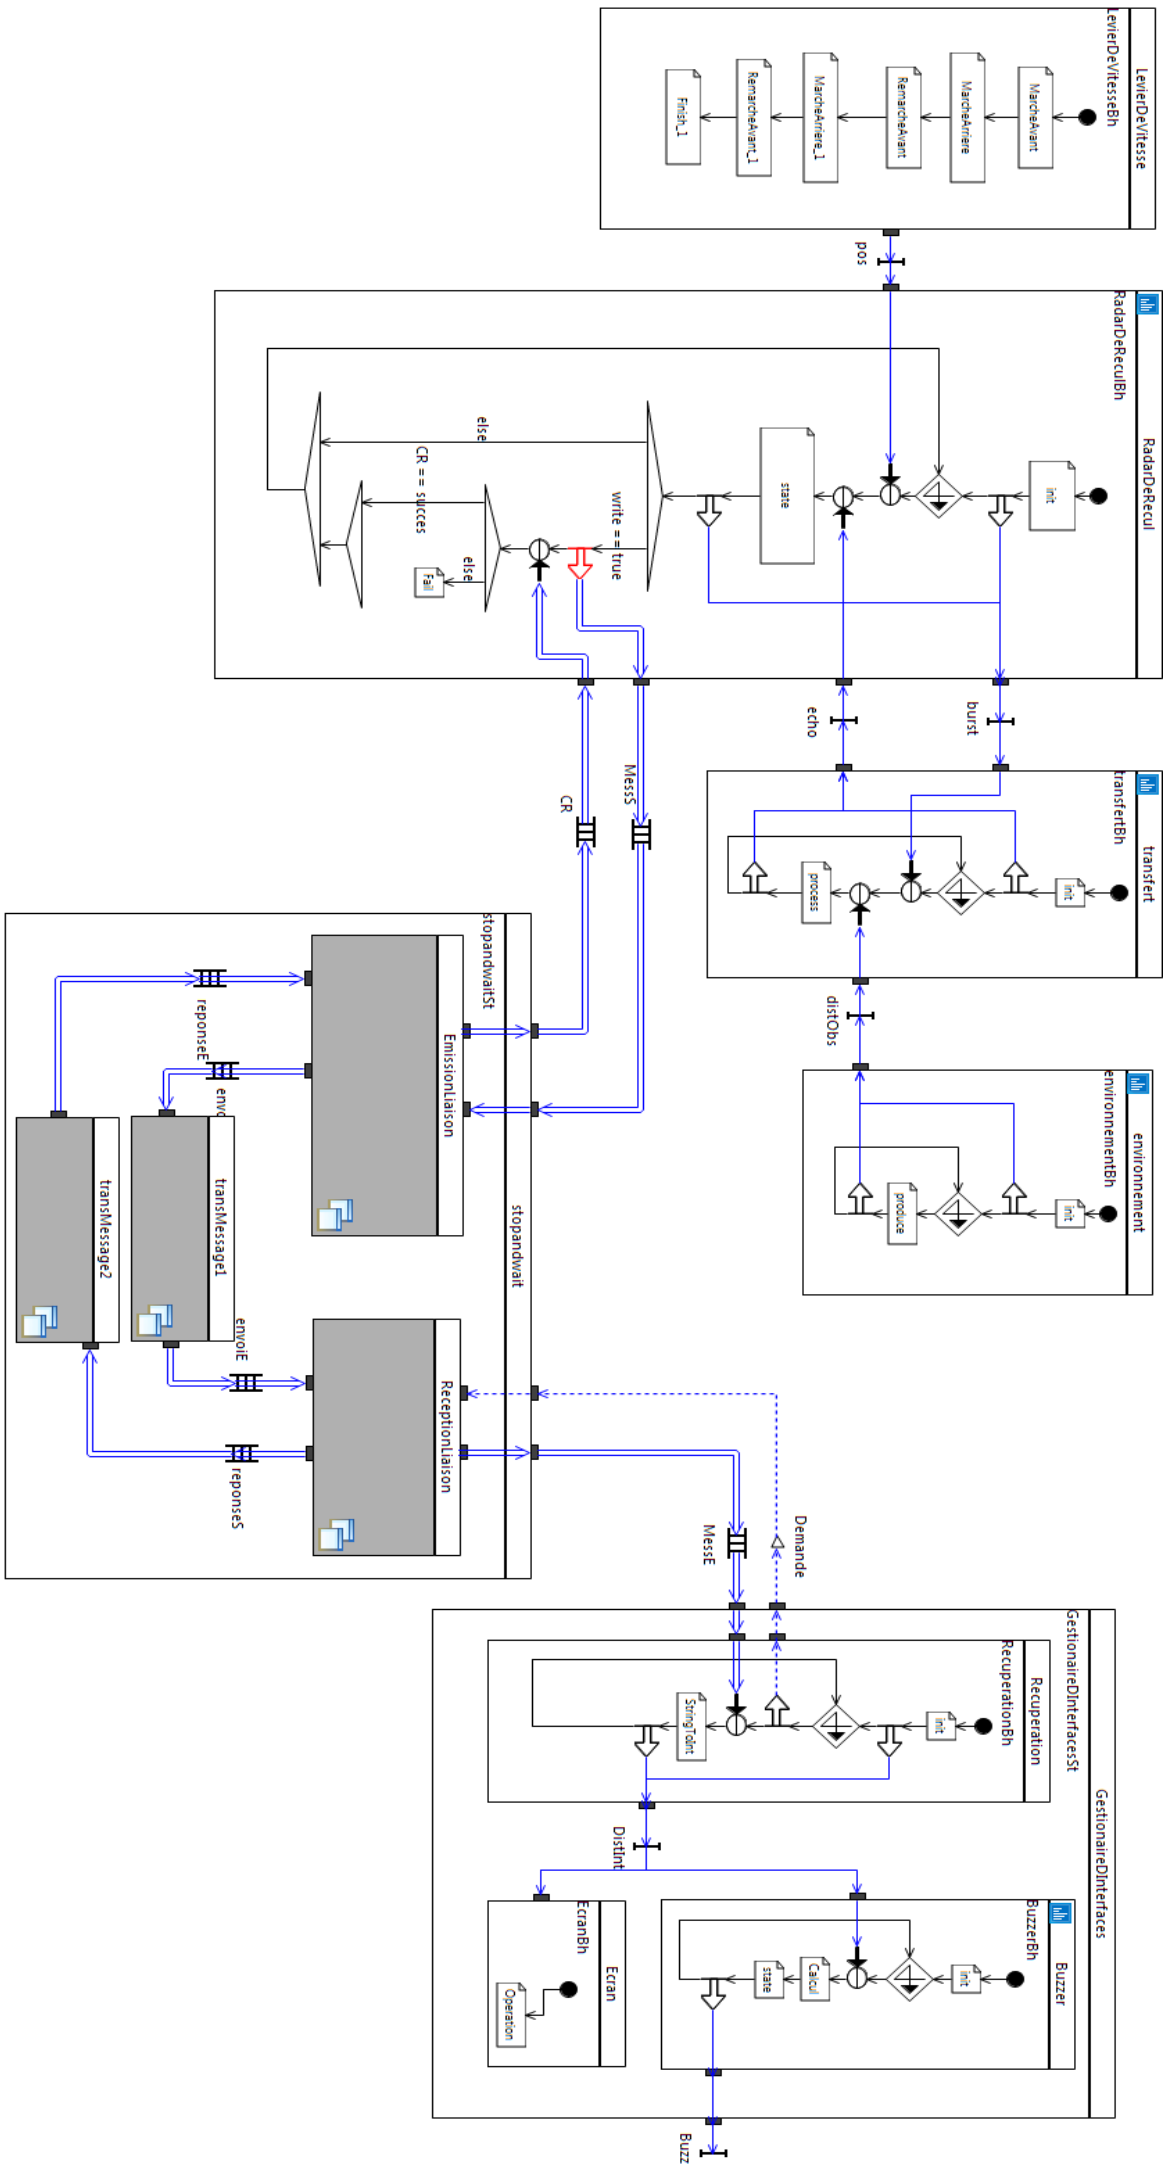 LevierDeVitesse
LevierDeVitesseBh
MarcheAvant
MarcheArriere
RemarcheAvant
MarcheArriere_1
RemarcheAvant_1
Finish_1
pos
RadarDeRecul
RadarDeReculBh
init
state
write == true
else
CR == succes
else
Fail
burst
echo
MessS
CR
transfert
transfertBh
init
process
distObs
environnement
environnementBh
init
produce
stopandwait
stopandwaitSt
EmissionLiaison
reponseE
envo
transMessage1
transMessage2
envoiE
ReceptionLiaison
reponseS
Demande
MessE
GestionaireDInterfaces
GestionaireDInterfacesSt
Recuperation
RecuperationBh
init
StringToInt
DistInt
Buzzer
BuzzerBh
init
Calcul
state
Ecran
EcranBh
Operation
Buzz